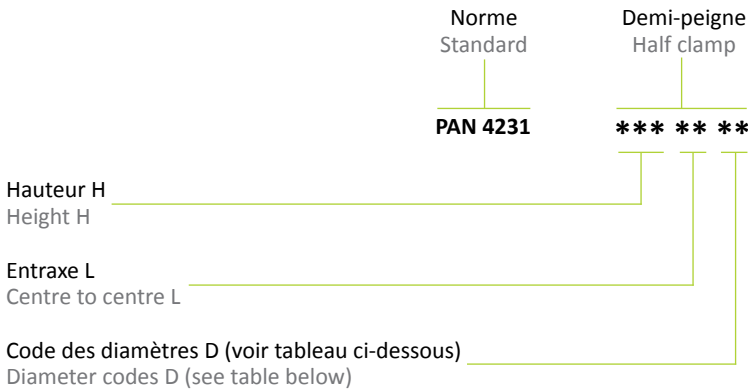 Norme
Standard
Demi-peigne
Half clamp
PAN 4231
*** ** **
Hauteur H
Height H
Entraxe L
Centre to centre L
Code des diamètres D (voir tableau ci-dessous)
Diameter codes D (see table below)